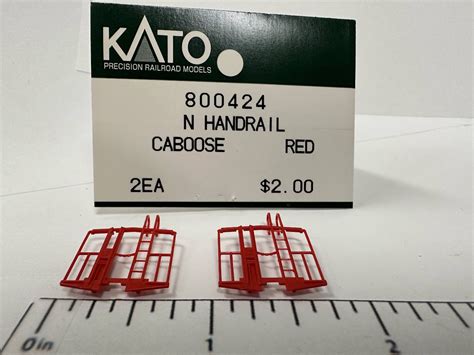 KATO
PRECISION RAILROAD MODELS
800424
N HANDRAIL
CABOOSE RED
2EA $2.00
0in 1 2